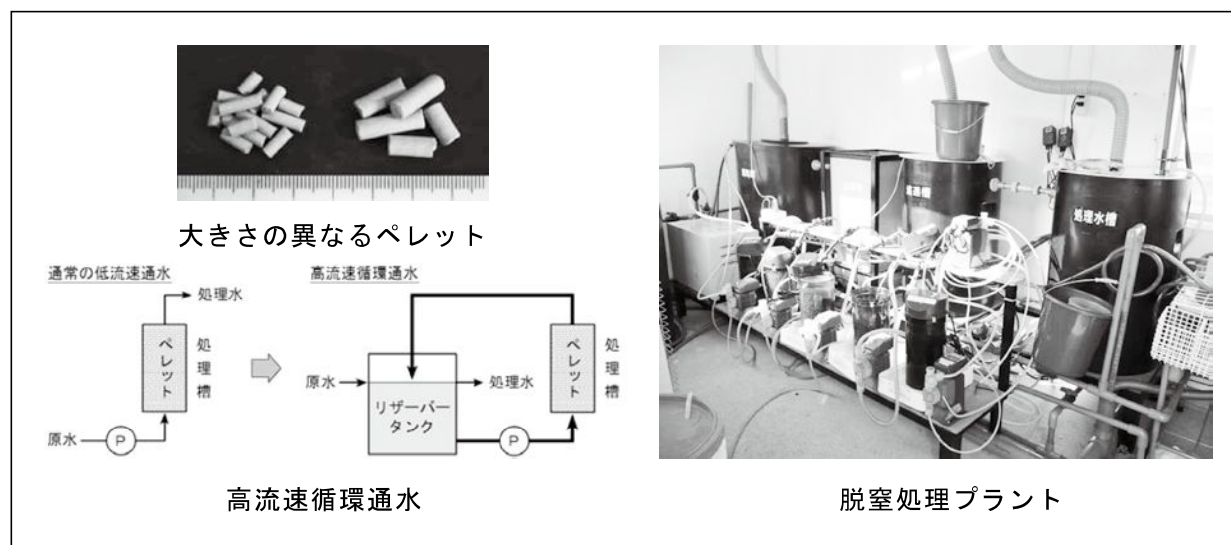 大きさの異なるペレット
通常の低流速通水
処理水
ペレット
処理槽
原水
P
高流速循環通水
原水
リザーバー
タンク
処理水
P
ペレット
処理槽
高流速循環通水
処理水槽
脱窒処理プラント